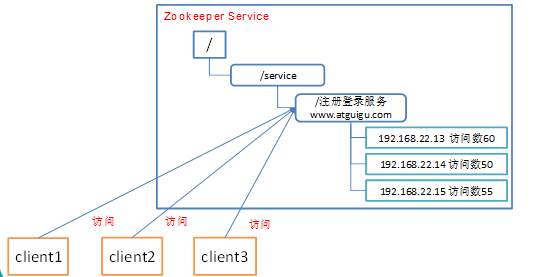 Zookeeper Service
/
/service
/注册登录服务
www.atguigu.com
192.168.22.13 访问数60
192.168.22.14 访问数50
192.168.22.15 访问数55
访问
访问
访问
client1
client2
client3